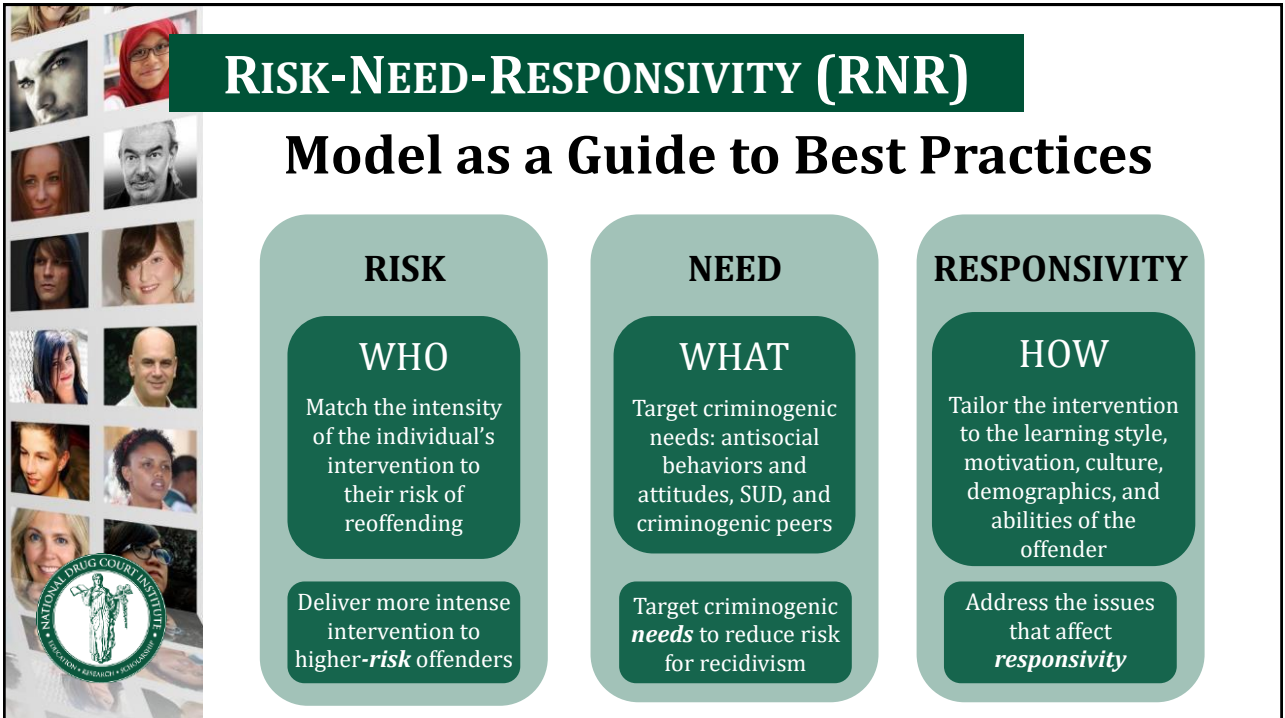 RISK-NEED-RESPONSIVITY (RNR)
Model as a Guide to Best Practices
RISK
WHO
Match the intensity
of the individual's
intervention to
their risk of
reoffending
Deliver more intense
intervention to
higher-risk offenders
NEED
WHAT
Target criminogenic
needs: antisocial
behaviors and
attitudes, SUD, and
criminogenic peers
Target criminogenic
needs to reduce risk
for recidivism
RESPONSIVITY
HOW
Tailor the intervention
to the learning style,
motivation, culture,
demographics, and
abilities of the
offender
Address the issues
that affect
responsivity
NATIONAL DRUG COURT INSTITUTE
EDUCATION • RESEARCH • SCHOLARSHIP